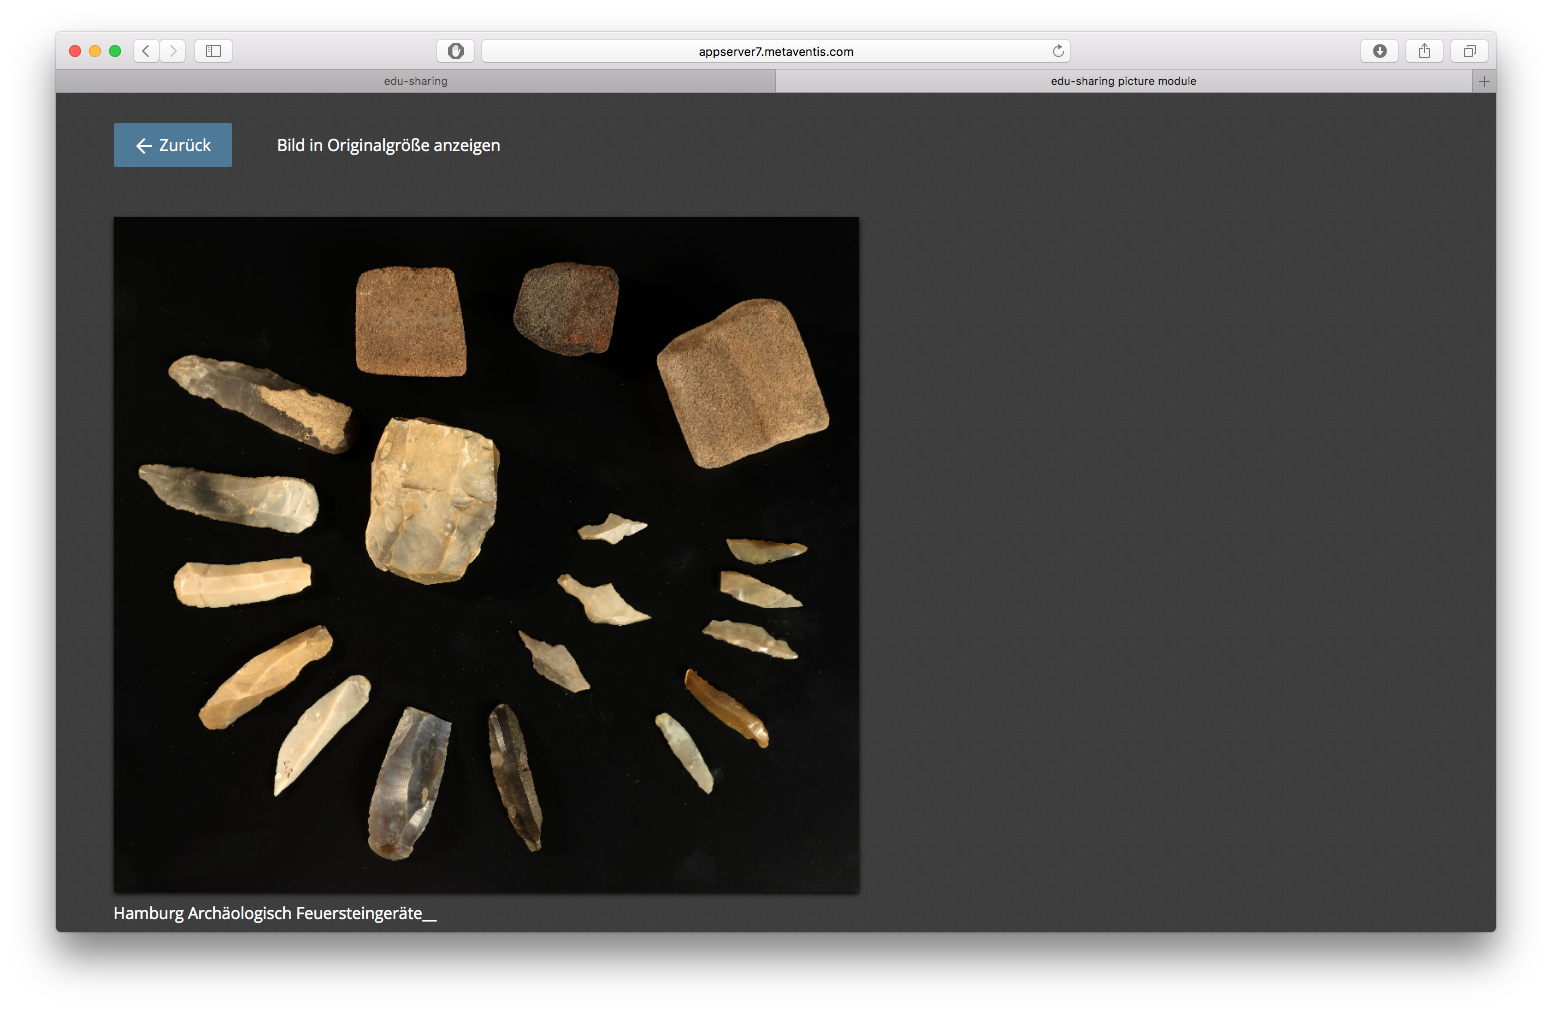 appserver7.metaventis.com
edu-sharing
edu-sharing picture module
Zurück
Bild in Originalgröße anzeigen
Hamburg Archäologisch Feuersteingeräte__